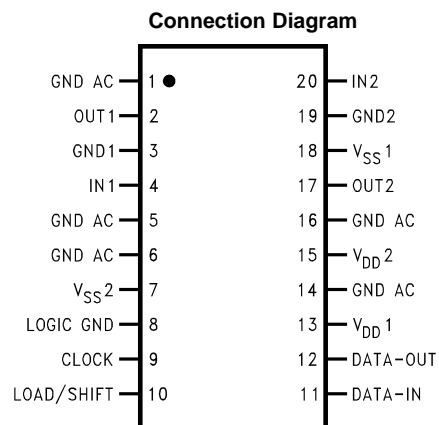 Connection Diagram
GND AC 1 20 IN2
OUT1 2 19 GND2
GND1 3 18 VSS1
IN1 4 17 OUT2
GND AC 5 16 GND AC
GND AC 6 15 VDD2
VSS2 7 14 GND AC
LOGIC GND 8 13 VDD1
CLOCK 9 12 DATA-OUT
LOAD/SHIFT 10 11 DATA-IN